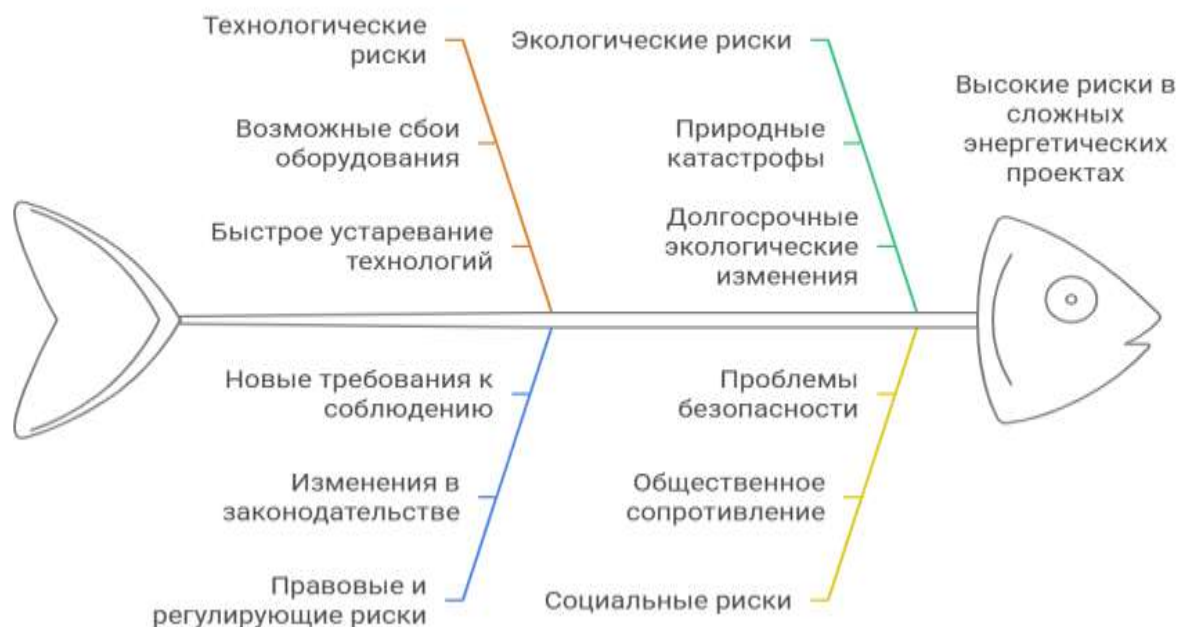 Технологические
риски
Возможные сбои
оборудования
Быстрое устаревание
технологий
Экологические риски
Природные
катастрофы
Долгосрочные
экологические
изменения
Высокие риски в
сложных
энергетических
проектах
Новые требования к
соблюдению
Изменения в
законодательстве
Правовые и
регулирующие риски
Проблемы
безопасности
Общественное
сопротивление
Социальные риски